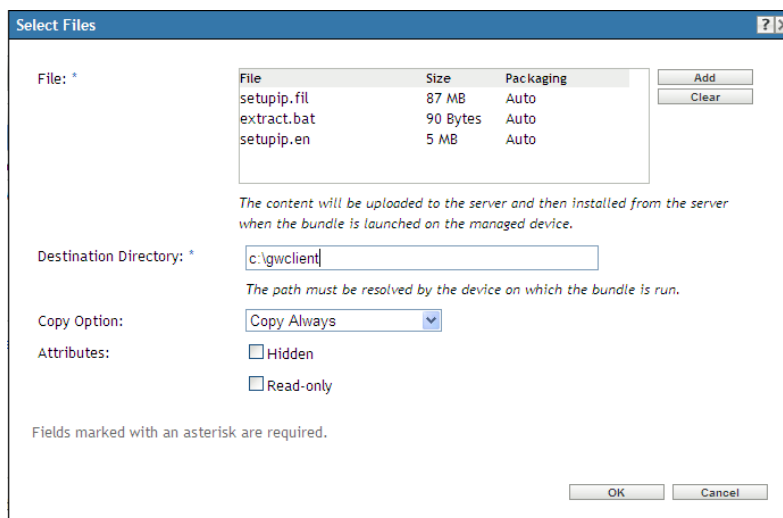 Select Files
?
File: *
File Size Packaging
setupip.fil 87 MB Auto
extract.bat 90 Bytes Auto
setupip.en 5 MB Auto
Add
Clear
The content will be uploaded to the server and then installed from the server
when the bundle is launched on the managed device.
Destination Directory: *
c:\gwclient
The path must be resolved by the device on which the bundle is run.
Copy Option:
Copy Always
Attributes:
Hidden
Read-only
Fields marked with an asterisk are required.
OK
Cancel